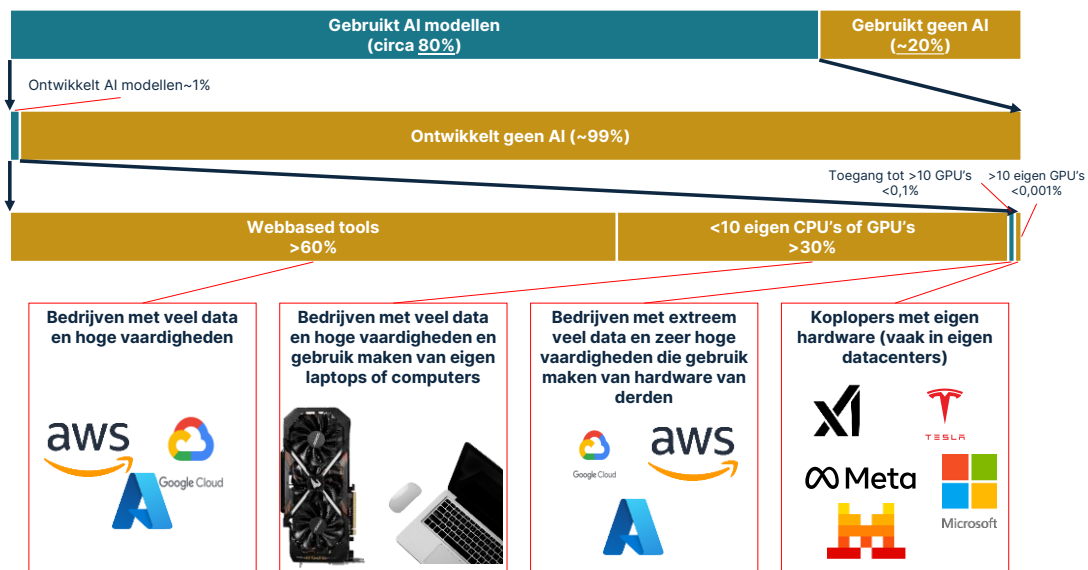 Gebruikt AI modellen
(circa 80%)
Gebruikt geen AI
(~20%)
Ontwikkelt AI modellen~1%
Ontwikkelt geen AI (~99%)
Toegang tot >10 GPU's
<0,1%
>10 eigen GPU's
<0,001%
Webbased tools
>60%
<10 eigen CPU's of GPU's
>30%
Bedrijven met veel data
en hoge vaardigheden
aws
Google Cloud
Bedrijven met veel data
en hoge vaardigheden en
gebruik maken van eigen
laptops of computers
Bedrijven met extreem
veel data en zeer hoge
vaardigheden die gebruik
maken van hardware van
derden
Google Cloud
aws
Koplopers met eigen
hardware (vaak in eigen
datacenters)
xI
TESLA
Meta
Microsoft